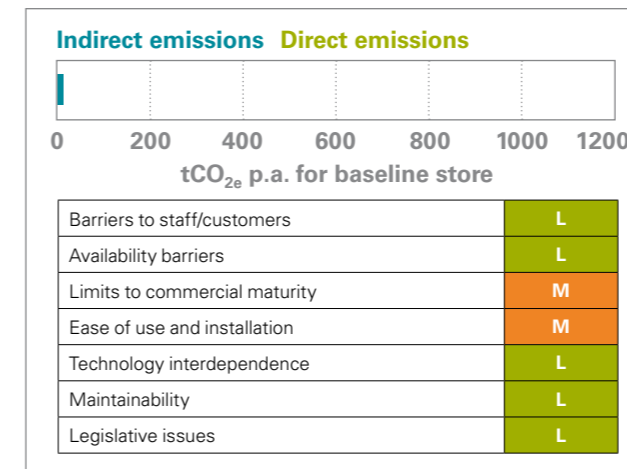 Indirect emissions Direct emissions
0 200 400 600 800 1000 1200
tCO2e p.a. for baseline store
Barriers to staff/customers L
Availability barriers L
Limits to commercial maturity M
Ease of use and installation M
Technology interdependence L
Maintainability L
Legislative issues L